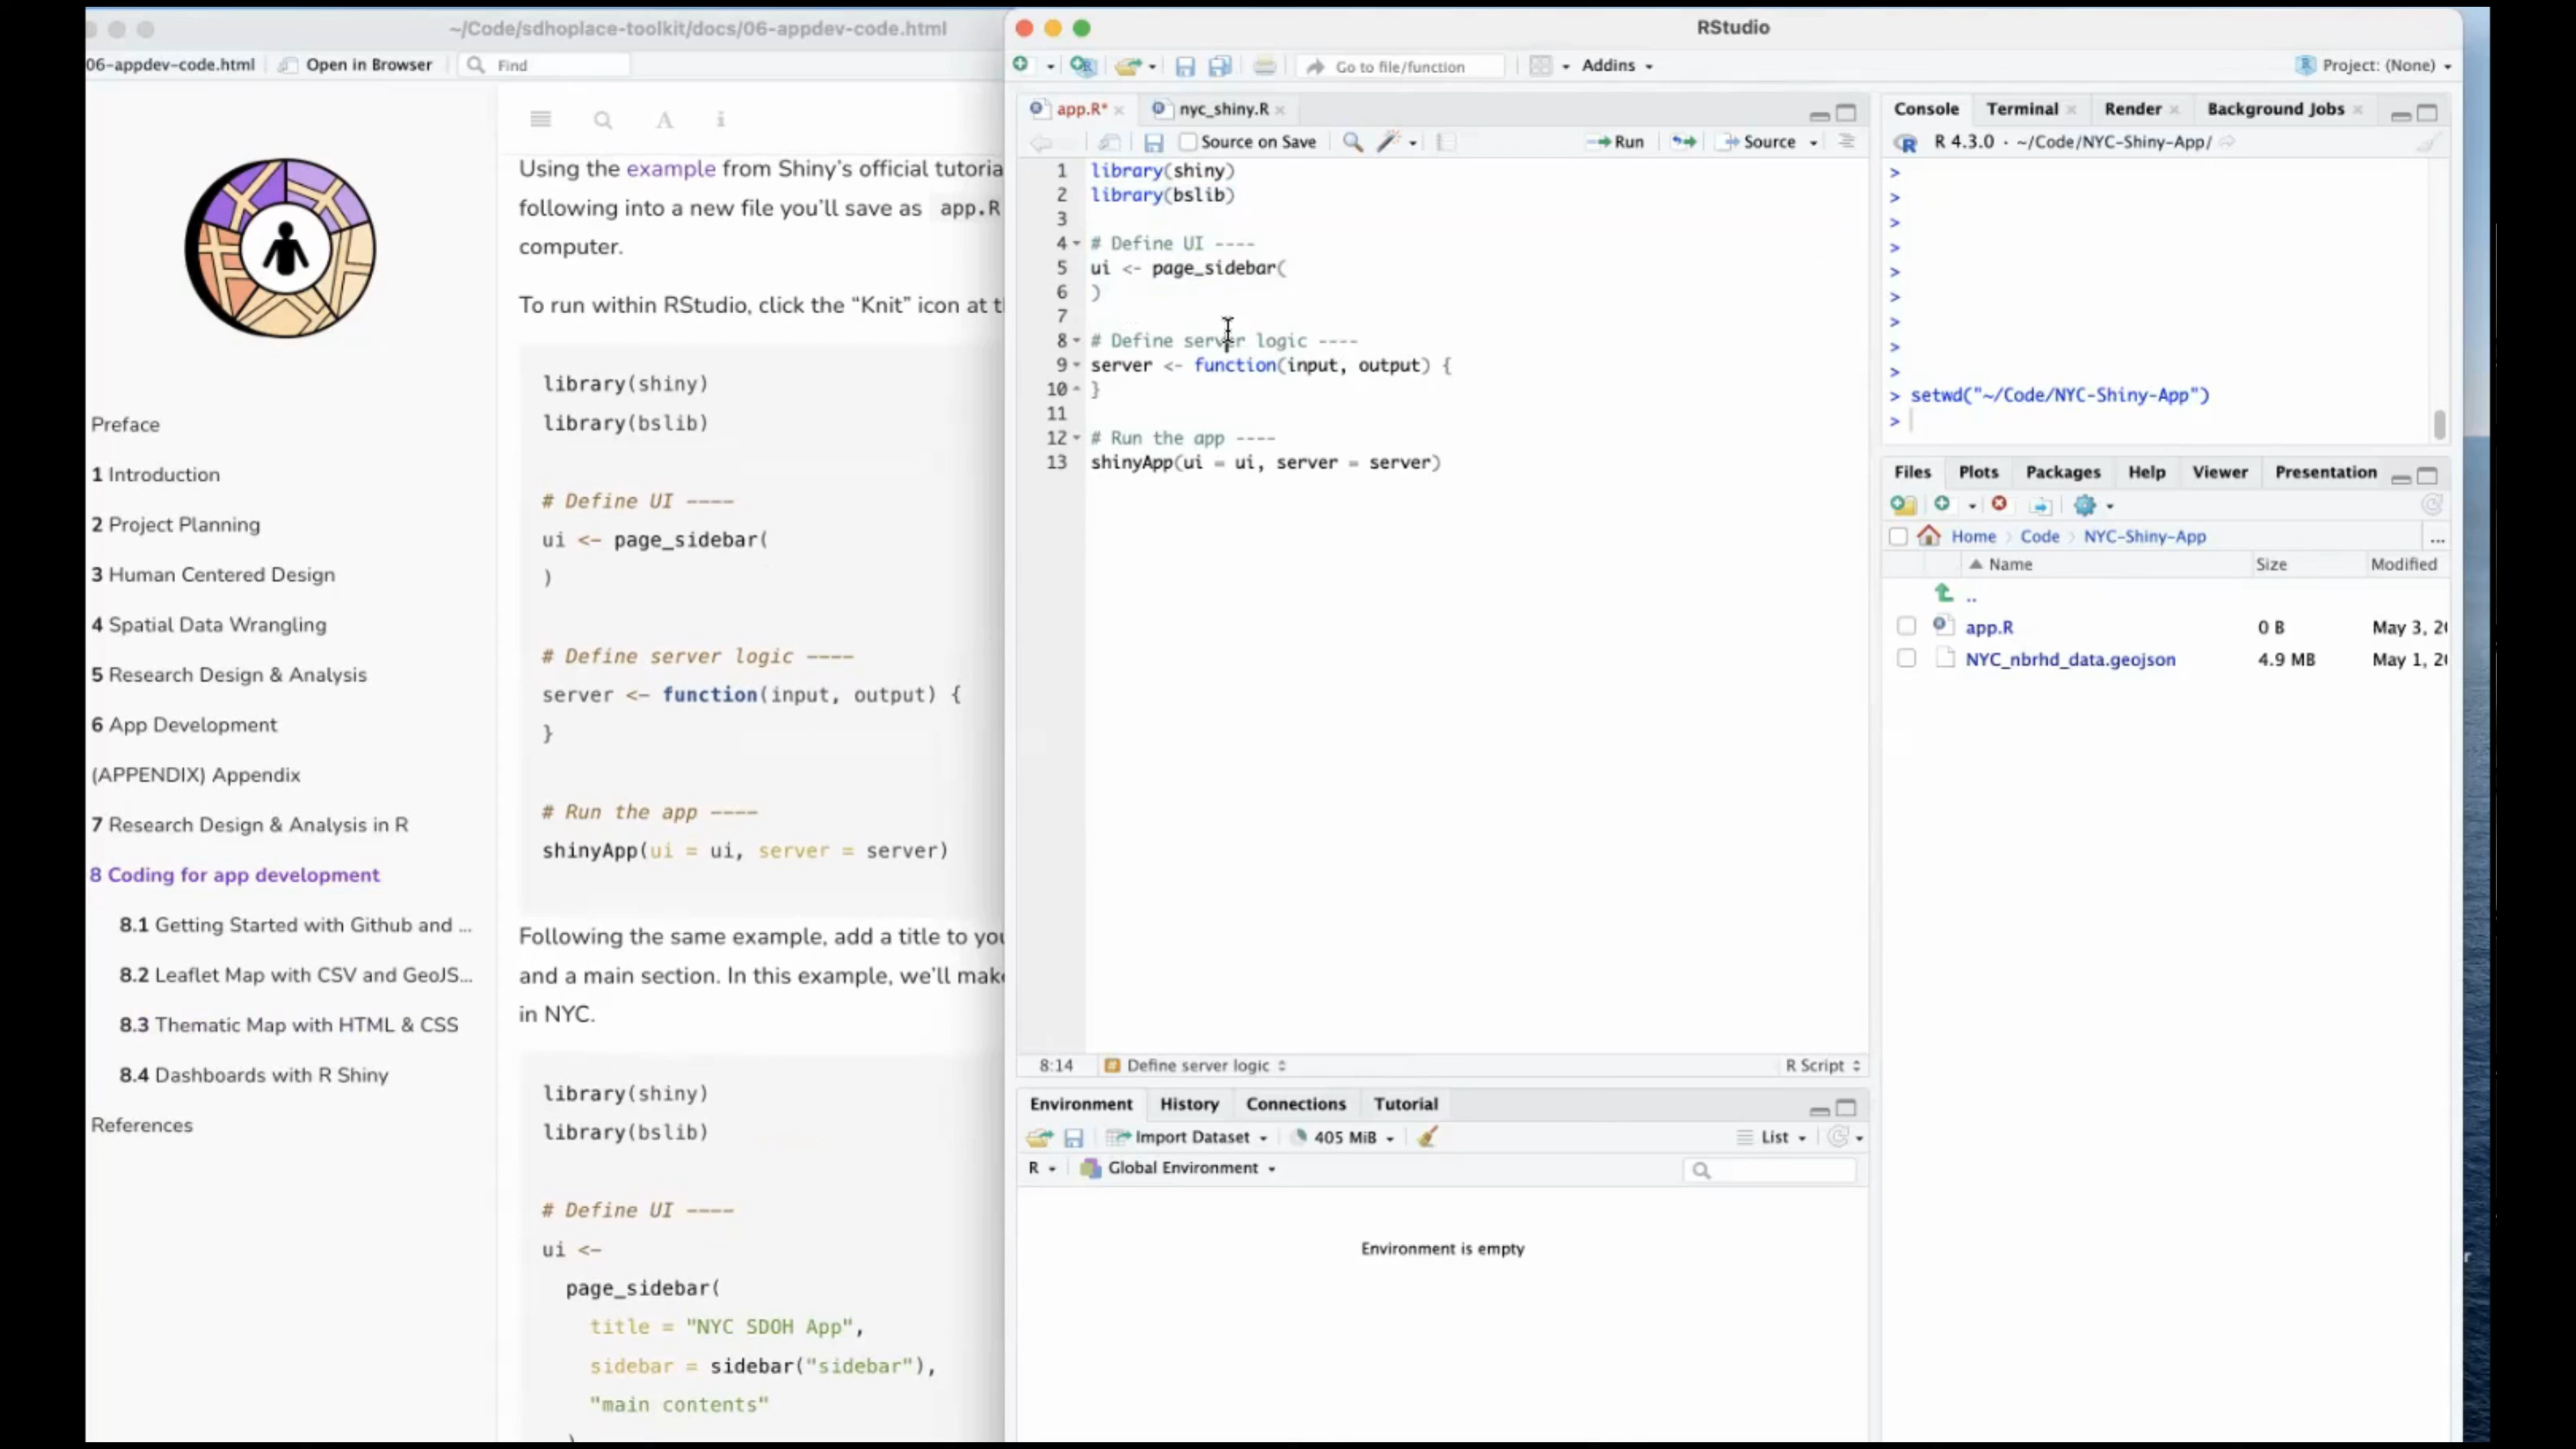 ~/Code/sdhoplace-toolkit/docs/06-appdev-code.html
06-appdev-code.html
Open in Browser
Find
Preface
1 Introduction
2 Project Planning
3 Human Centered Design
4 Spatial Data Wrangling
5 Research Design & Analysis
6 App Development
(APPENDIX) Appendix
7 Research Design & Analysis in R
8 Coding for app development
8.1 Getting Started with Github and ...
8.2 Leaflet Map with CSV and GeoJS...
8.3 Thematic Map with HTML & CSS
8.4 Dashboards with R Shiny
References
Using the example from Shiny's official tutoria
following into a new file you'll save as app.R
computer.
To run within RStudio, click the "Knit" icon at t
library(shiny)
library(bslib)
# Define UI ----
ui <- page_sidebar(
)
# Define server logic ----
server <- function(input, output) {
}
# Run the app ----
shinyApp(ui = ui, server = server)
Following the same example, add a title to you
and a main section. In this example, we'll make
in NYC.
library(shiny)
library(bslib)
# Define UI ----
ui <-
page_sidebar(
title = "NYC SDOH App",
sidebar = sidebar("sidebar"),
"main contents"
)
RStudio
Go to file/function
Addins
Project: (None)
app.R*
nyc_shiny.R
Source on Save
Run
Source
1 library(shiny)
2 library(bslib)
3
4 # Define UI ----
5 ui <- page_sidebar(
6 )
7
8 # Define server logic ----
9 server <- function(input, output) {
10 }
11
12 # Run the app ----
13 shinyApp(ui = ui, server = server)
8:14
Define server logic
R Script
Environment
History
Connections
Tutorial
Import Dataset
405 MiB
List
R
Global Environment
Environment is empty
Console
Terminal
Render
Background Jobs
R 4.3.0 · ~/Code/NYC-Shiny-App/
>
>
>
>
>
>
>
>
>
> setwd("~/Code/NYC-Shiny-App")
>
Files
Plots
Packages
Help
Viewer
Presentation
Home
Code
NYC-Shiny-App
...
Name
Size
Modified
..
app.R
0 B
May 3, 2
NYC_nbrhd_data.geojson
4.9 MB
May 1, 2